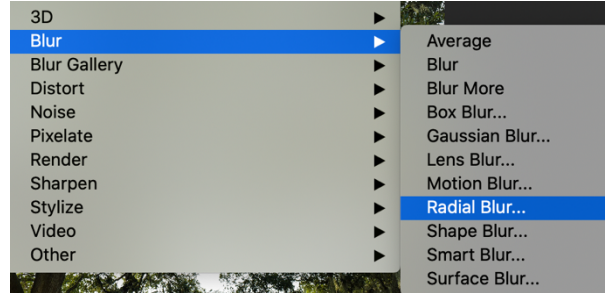 3D
Blur
Blur Gallery
Distort
Noise
Pixelate
Render
Sharpen
Stylize
Video
Other
Average
Blur
Blur More
Box Blur...
Gaussian Blur...
Lens Blur...
Motion Blur...
Radial Blur...
Shape Blur...
Smart Blur...
Surface Blur...